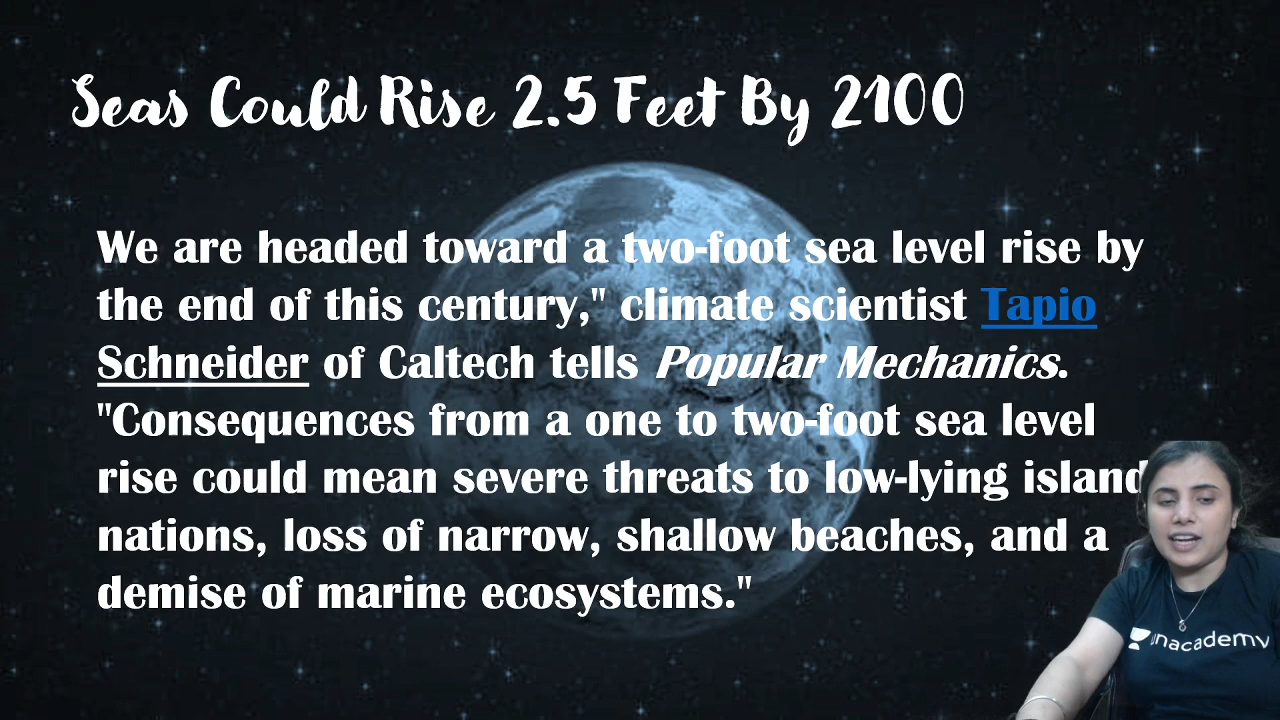 Seas Could Rise 2.5 Feet By 2100
We are headed toward a two-foot sea level rise by
the end of this century," climate scientist Tapio
Schneider of Caltech tells Popular Mechanics.
"Consequences from a one to two-foot sea level
rise could mean severe threats to low-lying island
nations, loss of narrow, shallow beaches, and a
demise of marine ecosystems."
unacademy